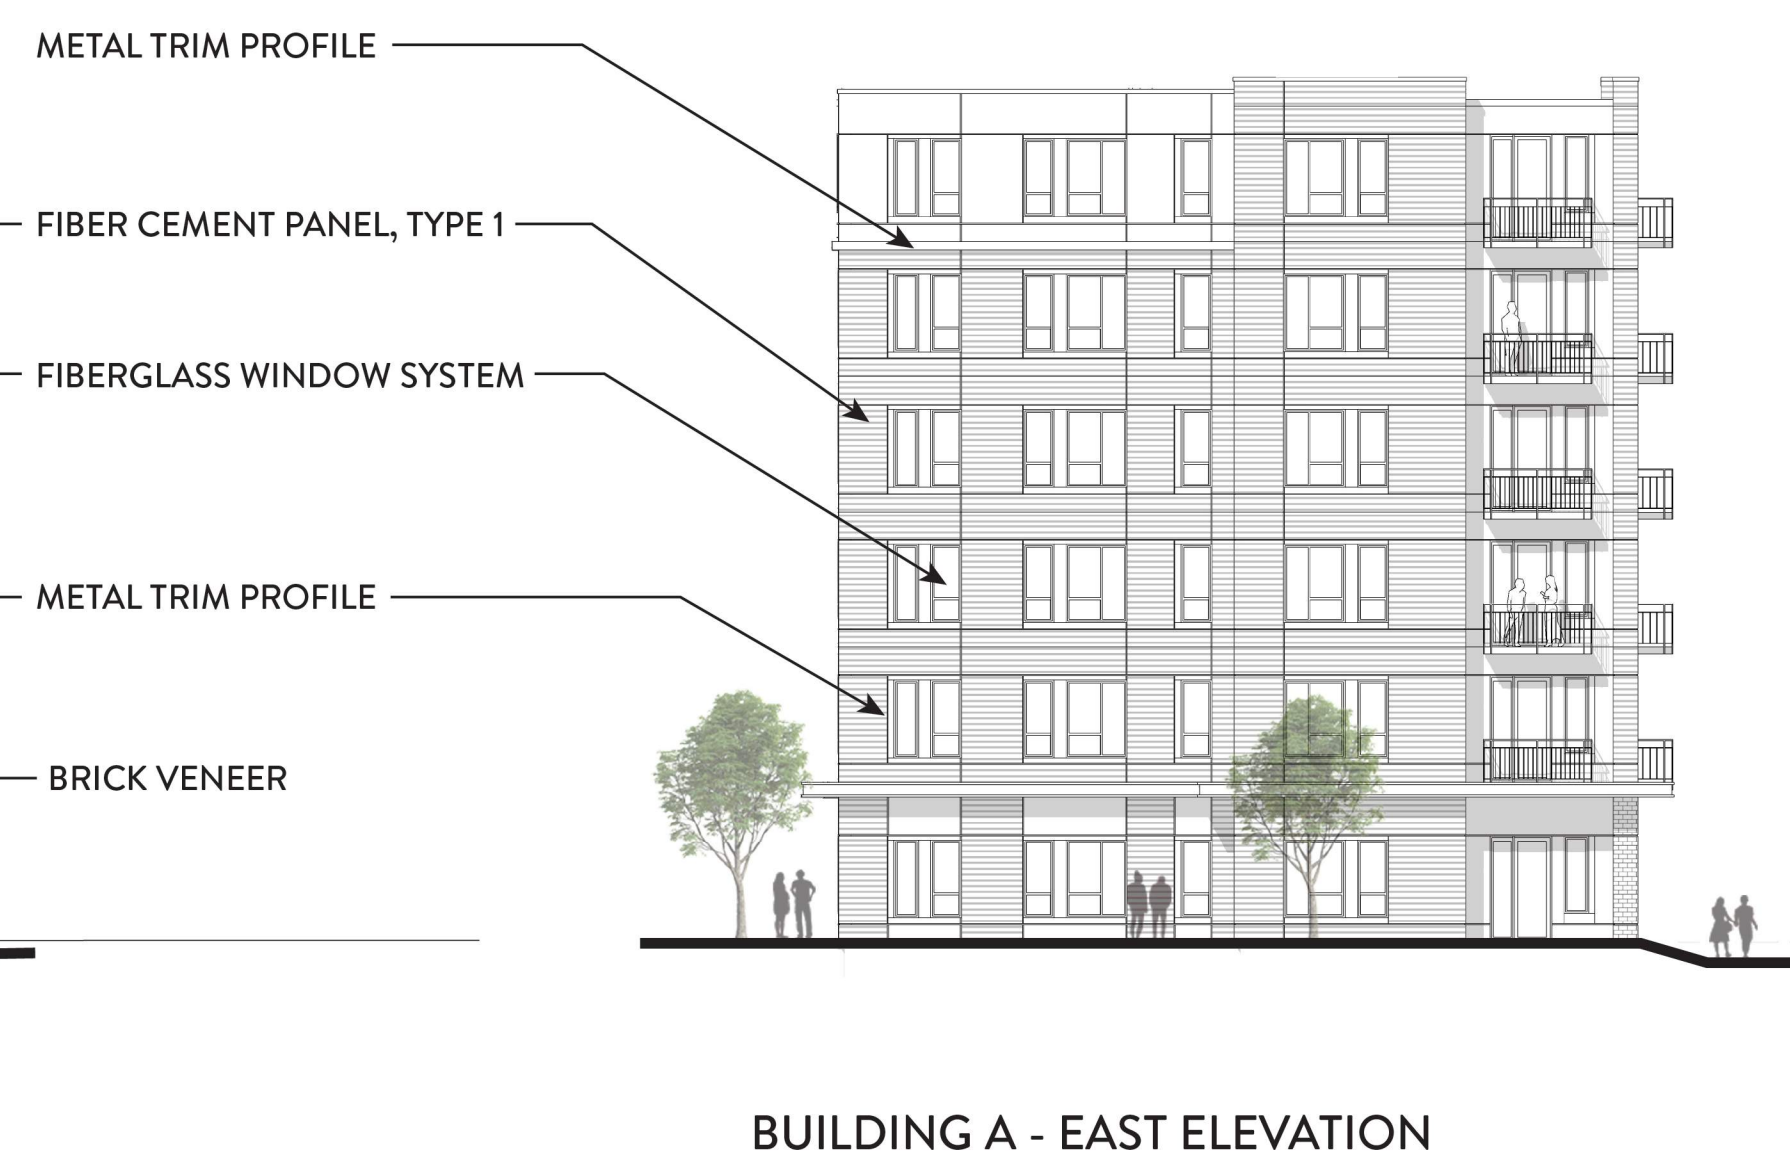 METAL TRIM PROFILE
FIBER CEMENT PANEL, TYPE 1
FIBERGLASS WINDOW SYSTEM
METAL TRIM PROFILE
BRICK VENEER
BUILDING A - EAST ELEVATION